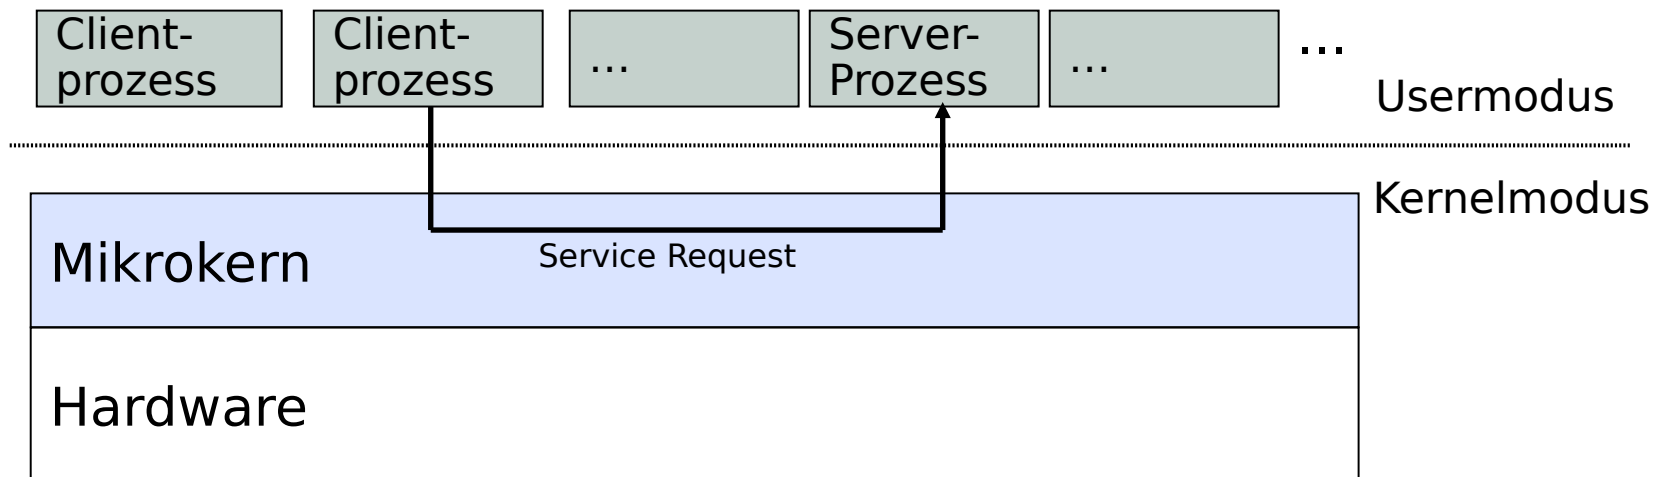 Client-
prozess
Client-
prozess
...
Server-
Prozess
...
...
Usermodus
Kernelmodus
Service Request
Mikrokern
Hardware